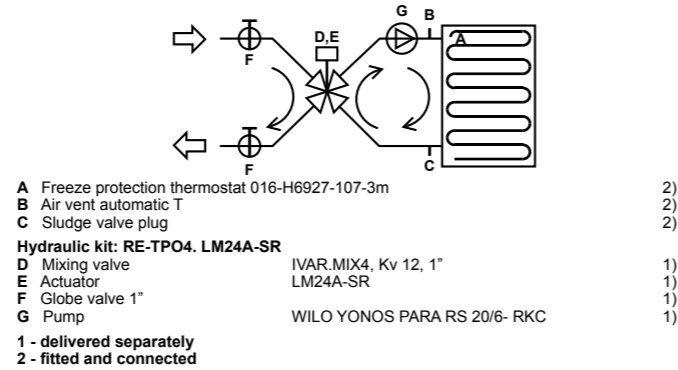 G B
D,E
A
F
F
C
A Freeze protection thermostat 016-H6927-107-3m 2)
B Air vent automatic T 2)
C Sludge valve plug 2)
Hydraulic kit: RE-TPO4. LM24A-SR
D Mixing valve IVAR.MIX4, Kv 12, 1” 1)
E Actuator LM24A-SR 1)
F Globe valve 1” 1)
G Pump WILO YONOS PARA RS 20/6- RKC 1)
1 - delivered separately
2 - fitted and connected